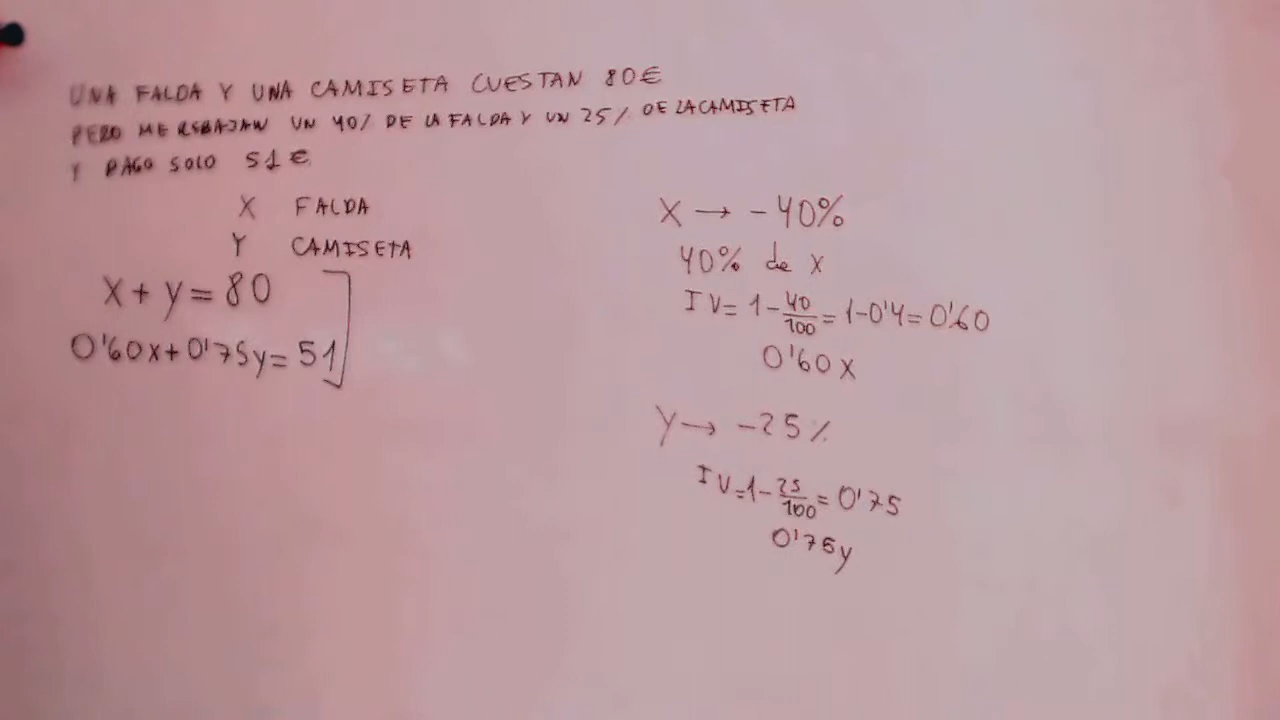 UNA FALDA Y UNA CAMISETA CUESTAN 80€
PERO ME REBAJAN UN 40% DE LA FALDA Y UN 25% DE LA CAMISETA
Y PAGO SOLO 51€
X FALDA
Y CAMISETA
x + y = 80
0'60x + 0'75y = 51
X → -40%
40% de x
IV = 1 - 40/100 = 1 - 0'4 = 0'60
0'60 x
Y → -25%
IV = 1 - 25/100 = 0'75
0'75y